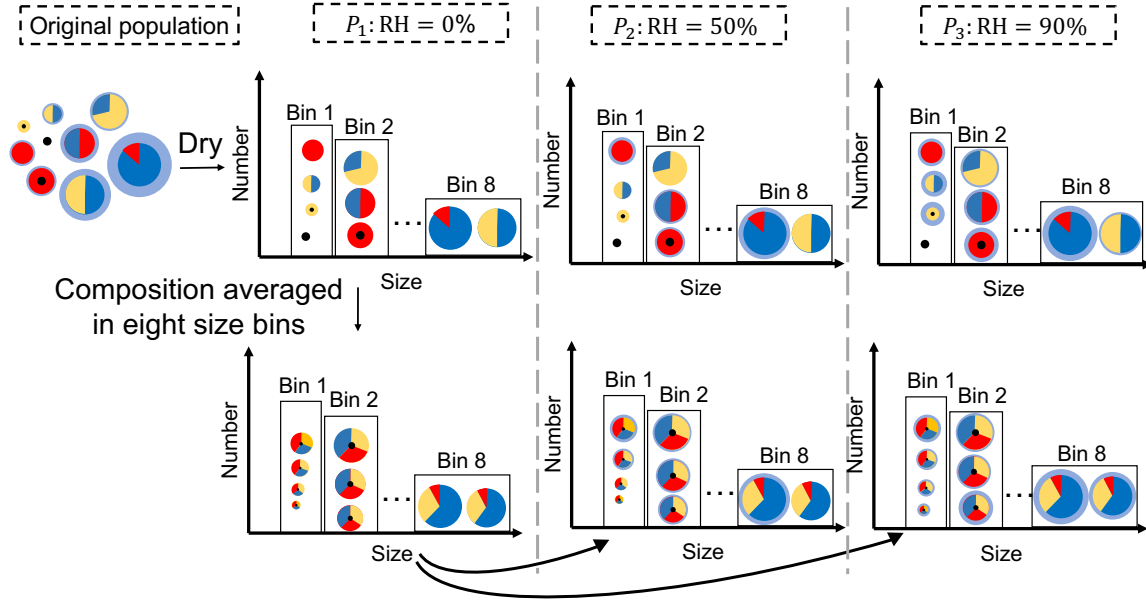 Original population
P₁: RH = 0%
P₂: RH = 50%
P₃: RH = 90%
Dry
Number
Bin 1
Bin 2
...
Bin 8
Size
Number
Bin 1
Bin 2
...
Bin 8
Size
Number
Bin 1
Bin 2
...
Bin 8
Size
Composition averaged
in eight size bins
Number
Bin 1
Bin 2
...
Bin 8
Size
Number
Bin 1
Bin 2
...
Bin 8
Size
Number
Bin 1
Bin 2
...
Bin 8
Size